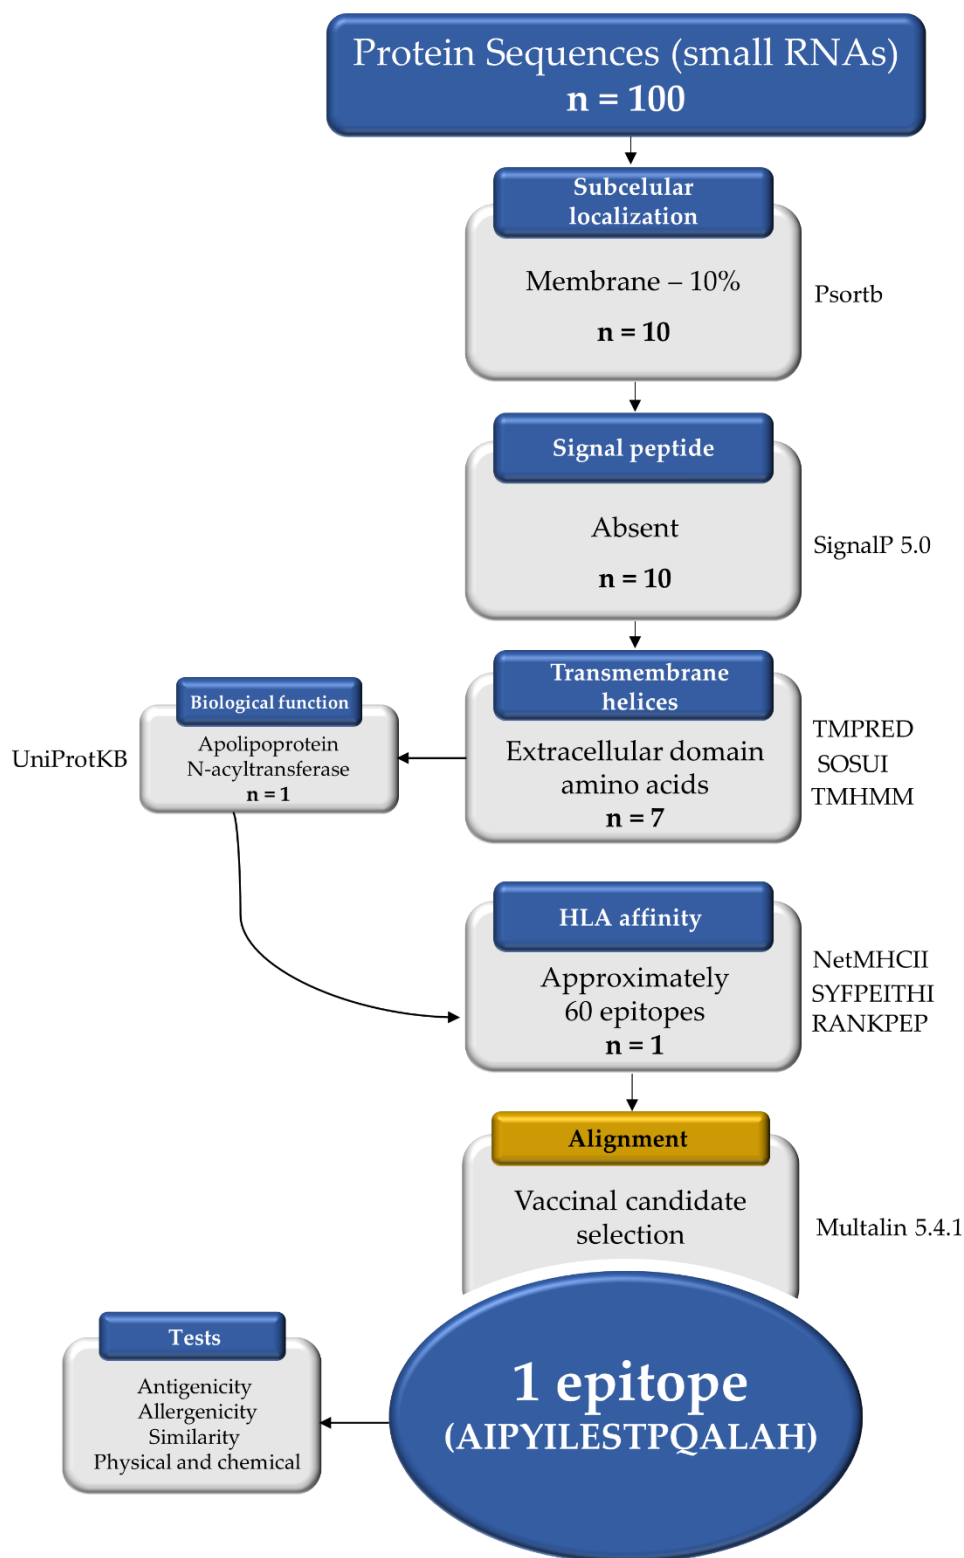 Protein Sequences (small RNAs)
n = 100
Subcelular
localization
Membrane – 10%
n = 10
Psortb
Signal peptide
Absent
n = 10
SignalP 5.0
Transmembrane
helices
Extracellular domain
amino acids
n = 7
TMPRED
SOSUI
TMHMM
Biological function
Apolipoprotein
N-acyltransferase
n = 1
UniProtKB
HLA affinity
Approximately
60 epitopes
n = 1
NetMHCII
SYFPEITHI
RANKPEP
Alignment
Vaccinal candidate
selection
Multalin 5.4.1
1 epitope
(AIPYILESTPQALAH)
Tests
Antigenicity
Allergenicity
Similarity
Physical and chemical